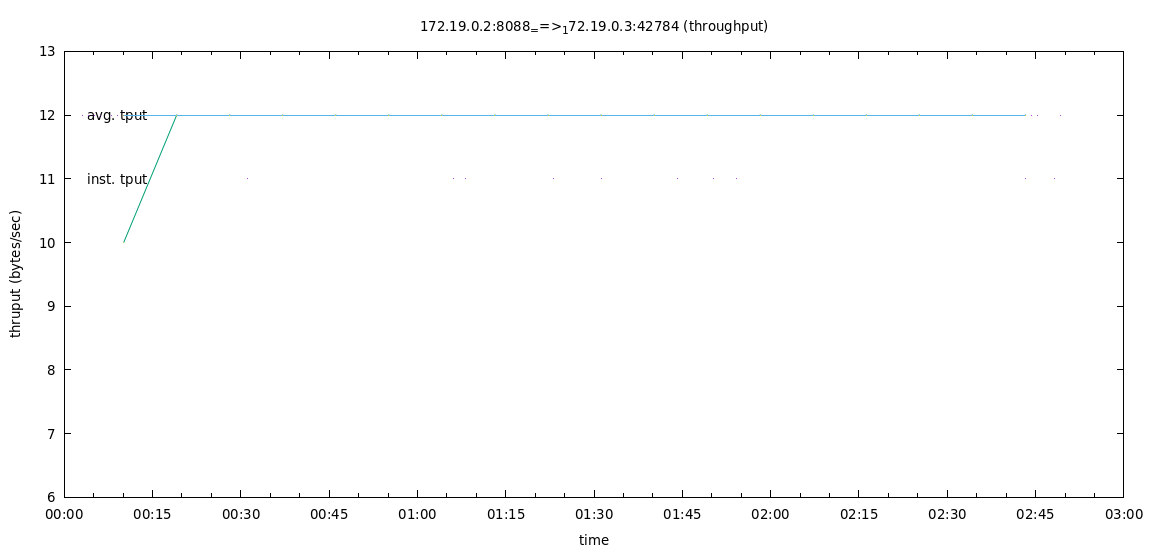 172.19.0.2:8088₌=>₁72.19.0.3:42784 (throughput)
13
12
11
10
9
8
7
6
thruput (bytes/sec)
avg. tput
inst. tput
00:00 00:15 00:30 00:45 01:00 01:15 01:30 01:45 02:00 02:15 02:30 02:45 03:00
time